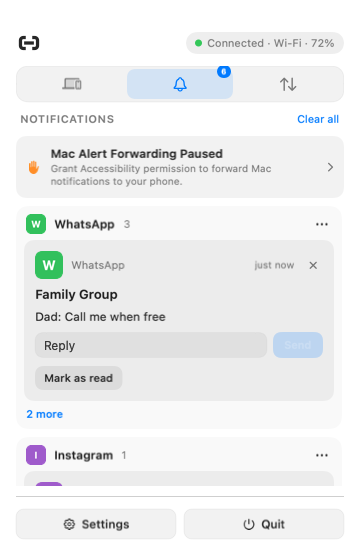 Connected · Wi-Fi · 72%
6
NOTIFICATIONS
Clear all
Mac Alert Forwarding Paused
Grant Accessibility permission to forward Mac
notifications to your phone.
W
WhatsApp 3
W
WhatsApp
just now
Family Group
Dad: Call me when free
Reply
Send
Mark as read
2 more
I
Instagram 1
Settings
Quit